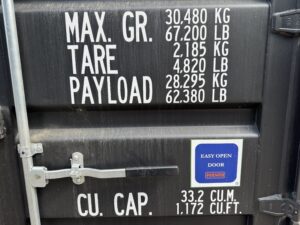 MAX. GR. 30.480 KG
67.200 LB
TARE 2.185 KG
4.820 LB
PAYLOAD 28.295 KG
62.380 LB
EASY OPEN
DOOR
CU. CAP. 33.2 CU.M.
1.172 CU.FT.